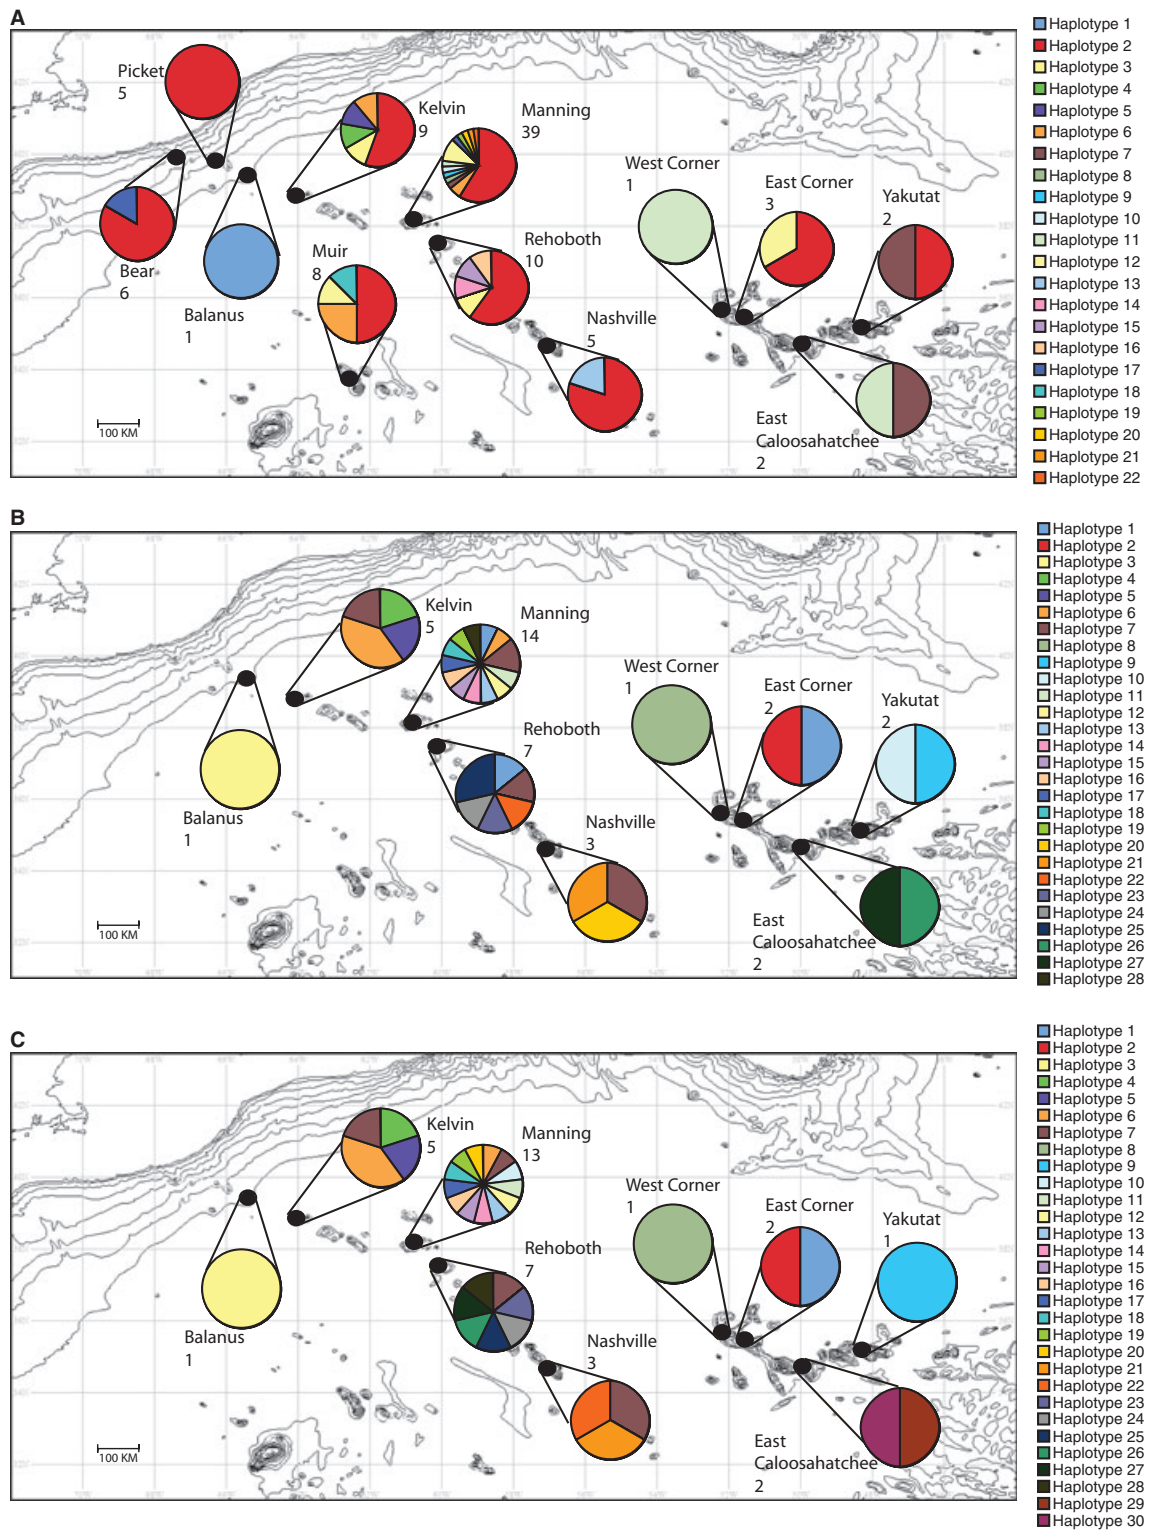 A
Picket
5
Kelvin
9
Manning
39
West Corner
1
East Corner
3
Yakutat
2
Bear
6
Balanus
1
Muir
8
Rehoboth
10
Nashville
5
East
Caloosahatchee
2
100 KM
Haplotype 1
Haplotype 2
Haplotype 3
Haplotype 4
Haplotype 5
Haplotype 6
Haplotype 7
Haplotype 8
Haplotype 9
Haplotype 10
Haplotype 11
Haplotype 12
Haplotype 13
Haplotype 14
Haplotype 15
Haplotype 16
Haplotype 17
Haplotype 18
Haplotype 19
Haplotype 20
Haplotype 21
Haplotype 22
B
Kelvin
5
Manning
14
West Corner
1
East Corner
2
Yakutat
2
Rehoboth
7
Balanus
1
Nashville
3
East
Caloosahatchee
2
100 KM
Haplotype 1
Haplotype 2
Haplotype 3
Haplotype 4
Haplotype 5
Haplotype 6
Haplotype 7
Haplotype 8
Haplotype 9
Haplotype 10
Haplotype 11
Haplotype 12
Haplotype 13
Haplotype 14
Haplotype 15
Haplotype 16
Haplotype 17
Haplotype 18
Haplotype 19
Haplotype 20
Haplotype 21
Haplotype 22
Haplotype 23
Haplotype 24
Haplotype 25
Haplotype 26
Haplotype 27
Haplotype 28
C
Kelvin
5
Manning
13
West Corner
1
East Corner
2
Yakutat
1
Rehoboth
7
Balanus
1
Nashville
3
East
Caloosahatchee
2
100 KM
Haplotype 1
Haplotype 2
Haplotype 3
Haplotype 4
Haplotype 5
Haplotype 6
Haplotype 7
Haplotype 8
Haplotype 9
Haplotype 10
Haplotype 11
Haplotype 12
Haplotype 13
Haplotype 14
Haplotype 15
Haplotype 16
Haplotype 17
Haplotype 18
Haplotype 19
Haplotype 20
Haplotype 21
Haplotype 22
Haplotype 23
Haplotype 24
Haplotype 25
Haplotype 26
Haplotype 27
Haplotype 28
Haplotype 29
Haplotype 30